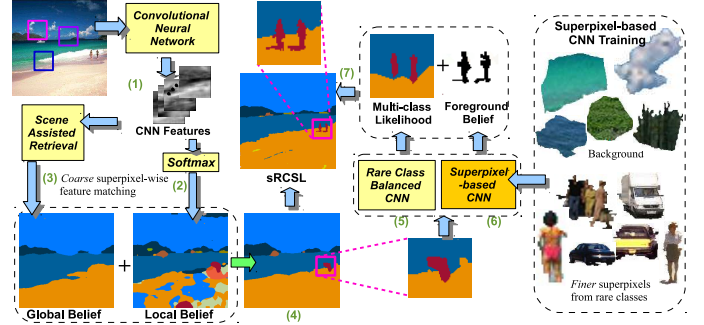 Convolutional
Neural
Network
(1)
CNN Features
Scene
Assisted
Retrieval
Softmax
(3)
Coarse superpixel-wise
feature matching
(2)
+
Global Belief
Local Belief
(4)
sRCSL
(7)
+
Multi-class
Likelihood
Foreground
Belief
Rare Class
Balanced
CNN
Superpixel
-based
CNN
(5)
(6)
Superpixel-based
CNN Training
Background
Finer superpixels
from rare classes